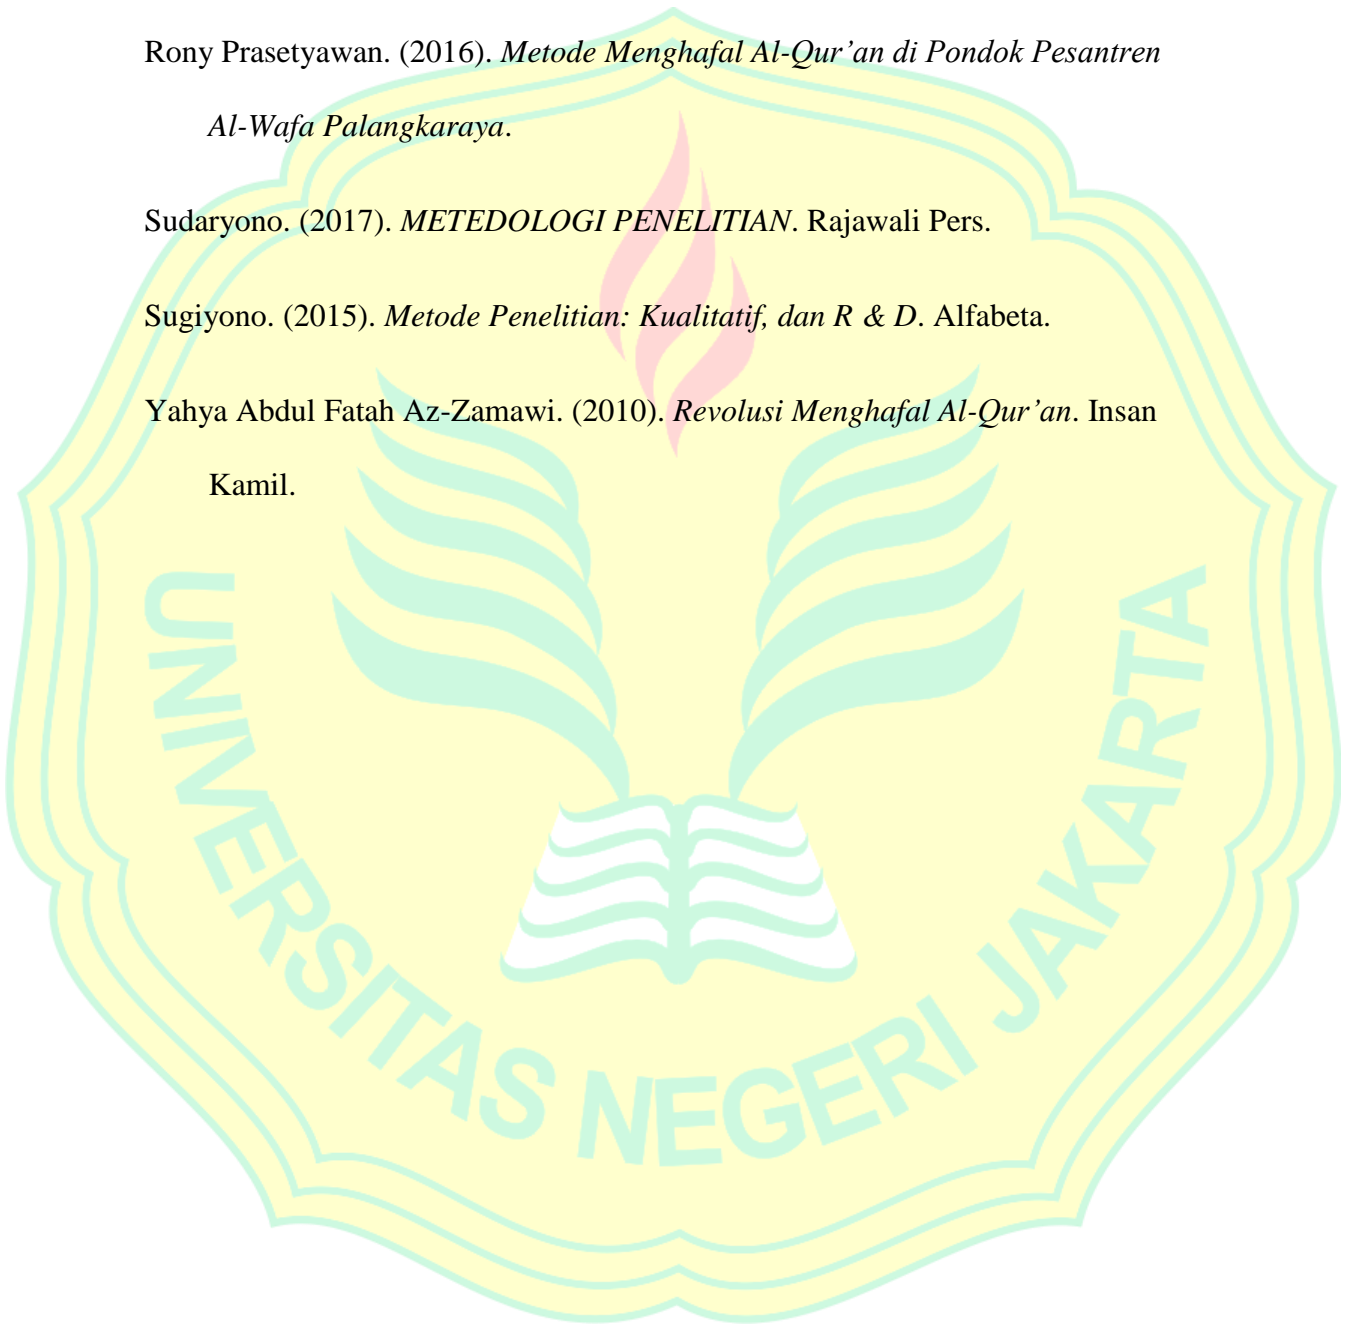 Rony Prasetyawan. (2016). Metode Menghafal Al-Qur’an di Pondok Pesantren
Al-Wafa Palangkaraya.
Sudaryono. (2017). METEDOLOGI PENELITIAN. Rajawali Pers.
Sugiyono. (2015). Metode Penelitian: Kualitatif, dan R & D. Alfabeta.
Yahya Abdul Fatah Az-Zamawi. (2010). Revolusi Menghafal Al-Qur’an. Insan
Kamil.
UNIVERSITAS NEGERI JAKARTA